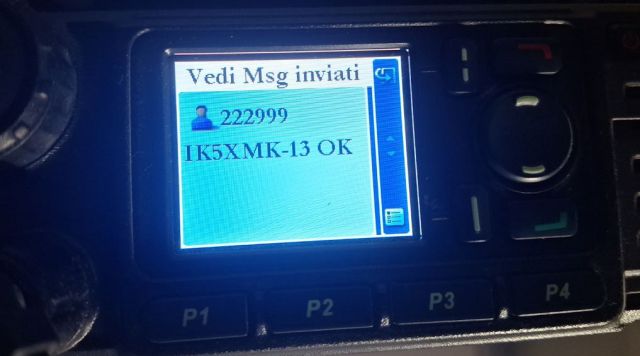 Vedi Msg inviati
222999
IK5XMK-13 OK
P1 P2 P3 P4